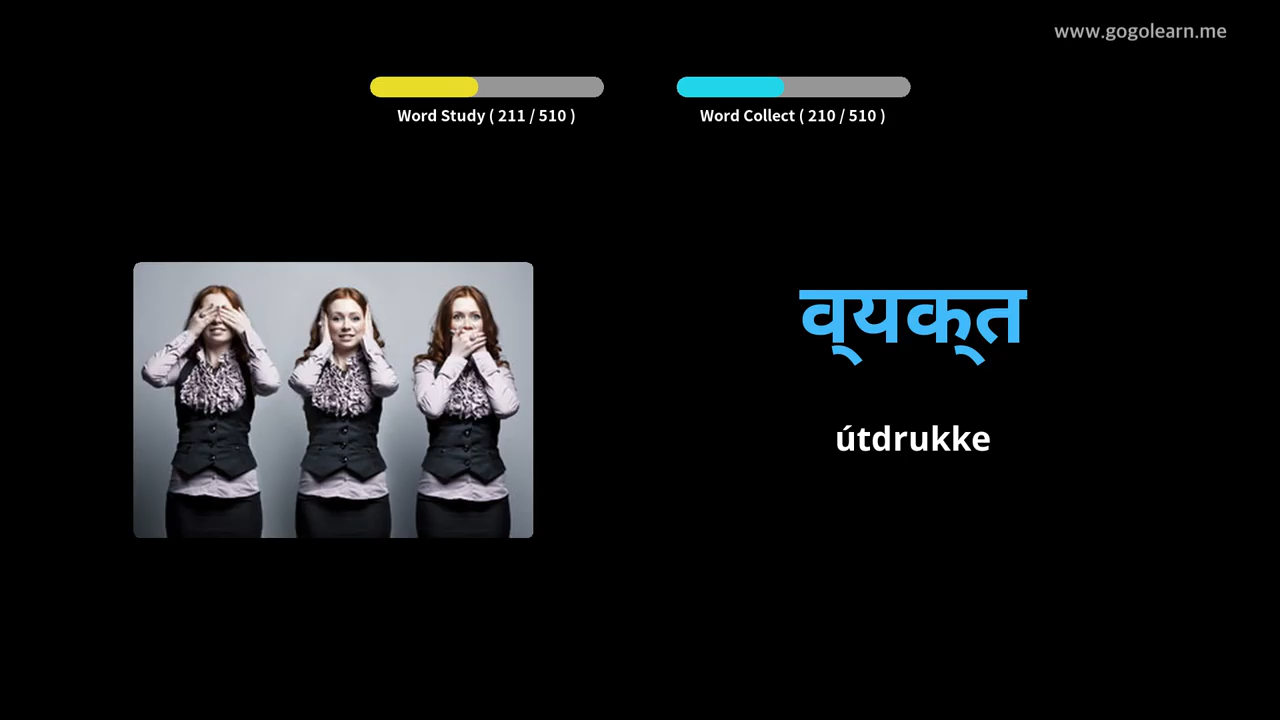 www.gogolearn.me
Word Study ( 211 / 510 )
Word Collect ( 210 / 510 )
व्यक्त
útdrukke